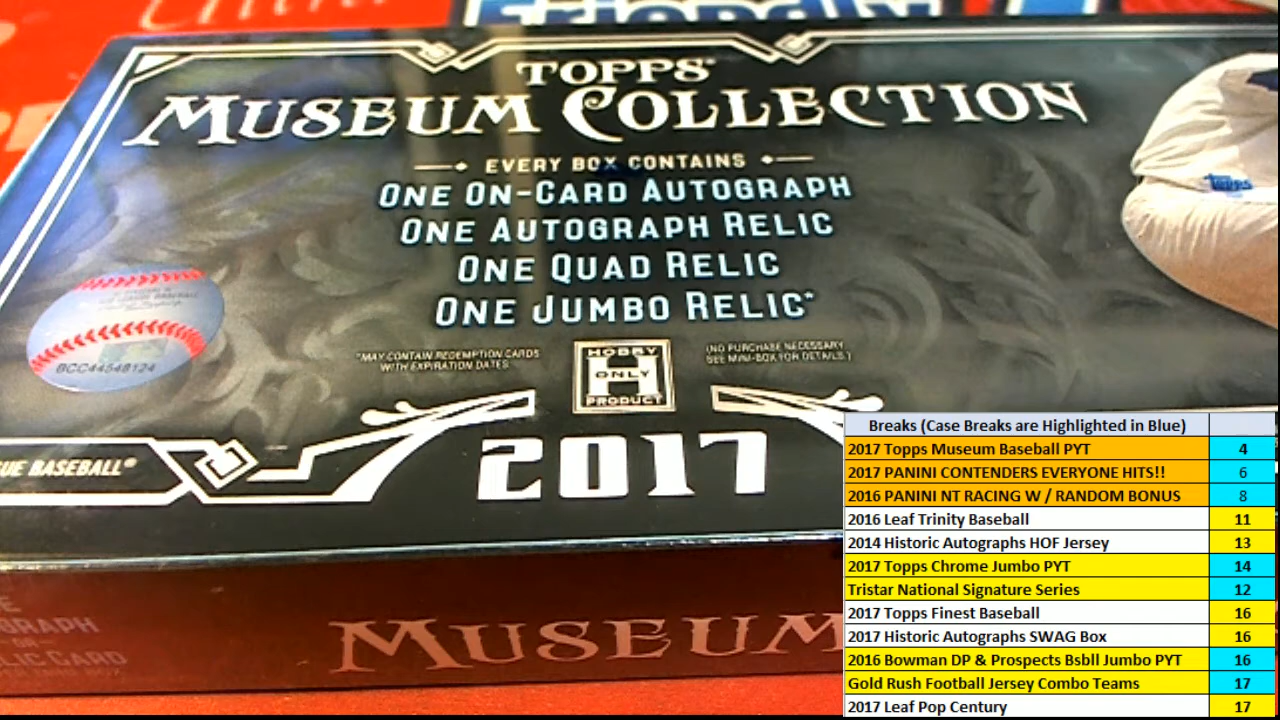 TOPPS®
MUSEUM COLLECTION
EVERY BOX CONTAINS
ONE ON-CARD AUTOGRAPH
ONE AUTOGRAPH RELIC
ONE QUAD RELIC
ONE JUMBO RELIC*
*MAY CONTAIN REDEMPTION CARDS
WITH EXPIRATION DATES.
(NO PURCHASE NECESSARY
SEE MINI-BOX FOR DETAILS.)
HOBBY
H
ONLY
PRODUCT
Topps
BCC44548124
UE BASEBALL®
2017
MUSEUM
LIC CARD
Breaks (Case Breaks are Highlighted in Blue)
2017 Topps Museum Baseball PYT 4
2017 PANINI CONTENDERS EVERYONE HITS!! 6
2016 PANINI NT RACING W / RANDOM BONUS 8
2016 Leaf Trinity Baseball 11
2014 Historic Autographs HOF Jersey 13
2017 Topps Chrome Jumbo PYT 14
Tristar National Signature Series 12
2017 Topps Finest Baseball 16
2017 Historic Autographs SWAG Box 16
2016 Bowman DP & Prospects Bsbll Jumbo PYT 16
Gold Rush Football Jersey Combo Teams 17
2017 Leaf Pop Century 17